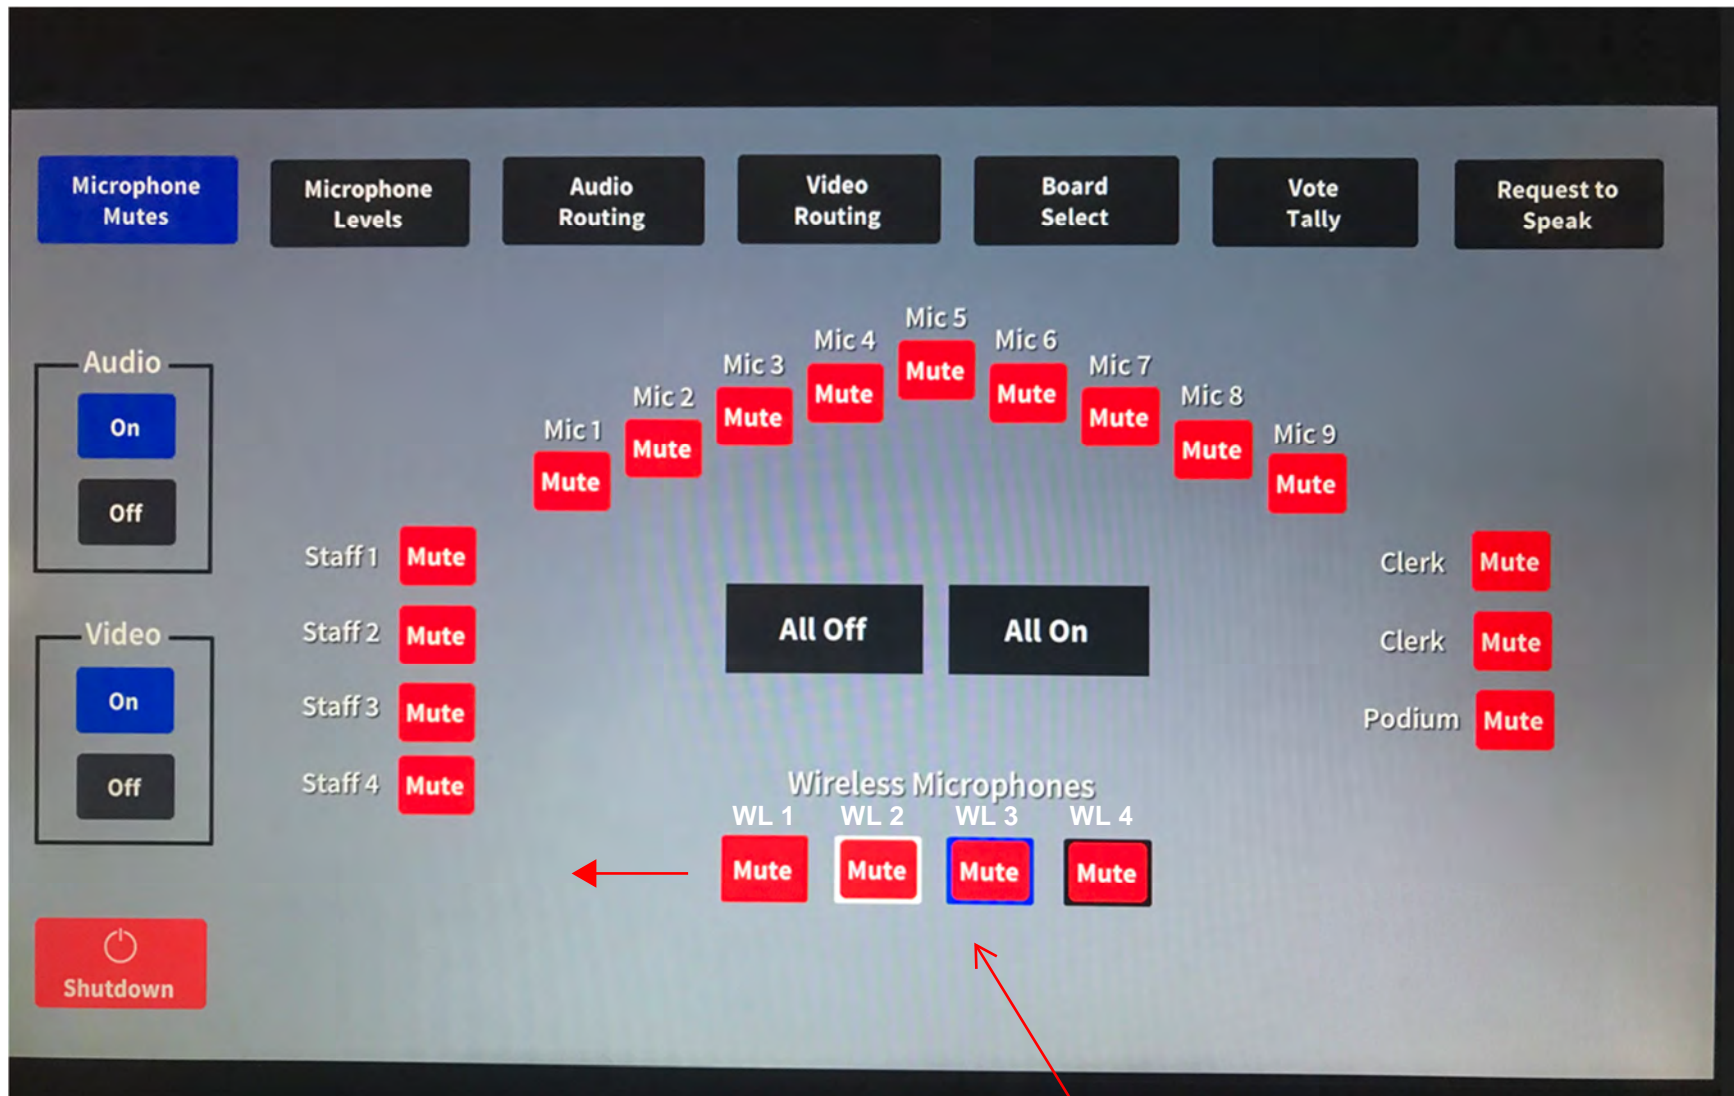 Microphone
Mutes
Microphone
Levels
Audio
Routing
Video
Routing
Board
Select
Vote
Tally
Request to
Speak
Audio
On
Off
Video
On
Off
Shutdown
Mic 1
Mute
Mic 2
Mute
Mic 3
Mute
Mic 4
Mute
Mic 5
Mute
Mic 6
Mute
Mic 7
Mute
Mic 8
Mute
Mic 9
Mute
Staff 1 Mute
Staff 2 Mute
Staff 3 Mute
Staff 4 Mute
All Off All On
Clerk Mute
Clerk Mute
Podium Mute
Wireless Microphones
WL 1 WL 2 WL 3 WL 4
Mute Mute Mute Mute